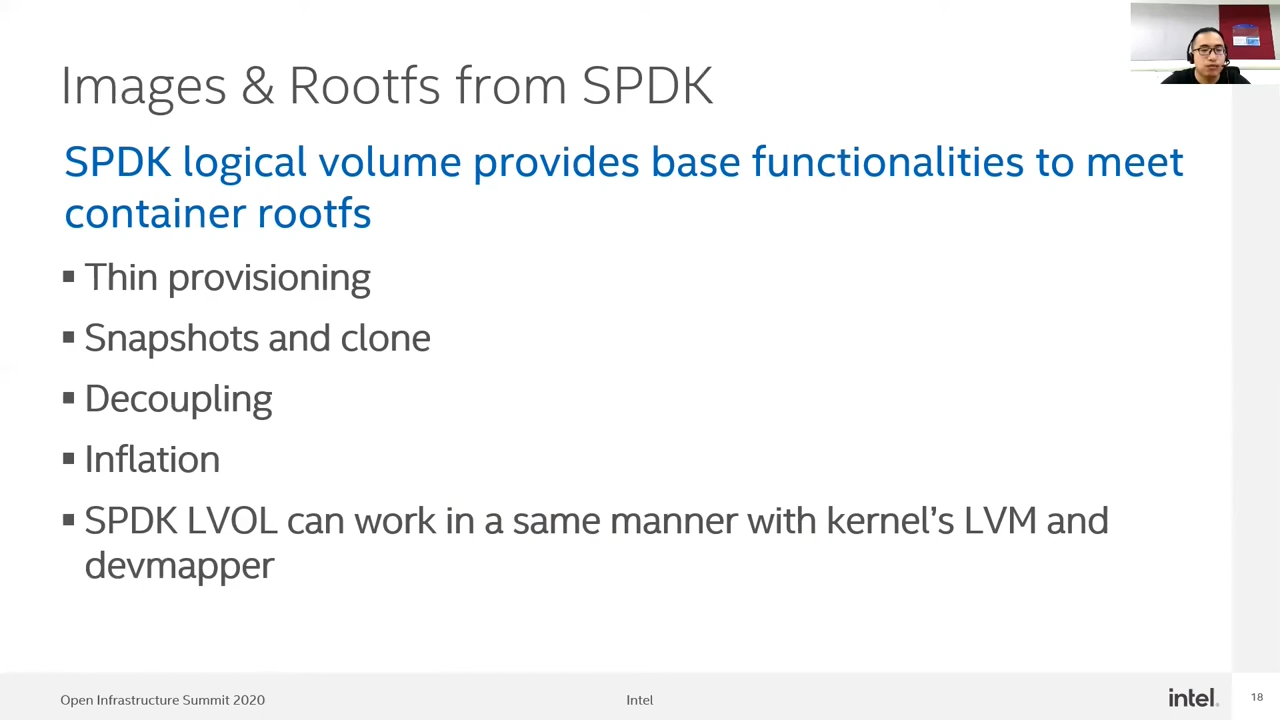 Images & Rootfs from SPDK
SPDK logical volume provides base functionalities to meet
container rootfs
▪ Thin provisioning
▪ Snapshots and clone
▪ Decoupling
▪ Inflation
▪ SPDK LVOL can work in a same manner with kernel’s LVM and
devmapper
Open Infrastructure Summit 2020
Intel
intel.
18